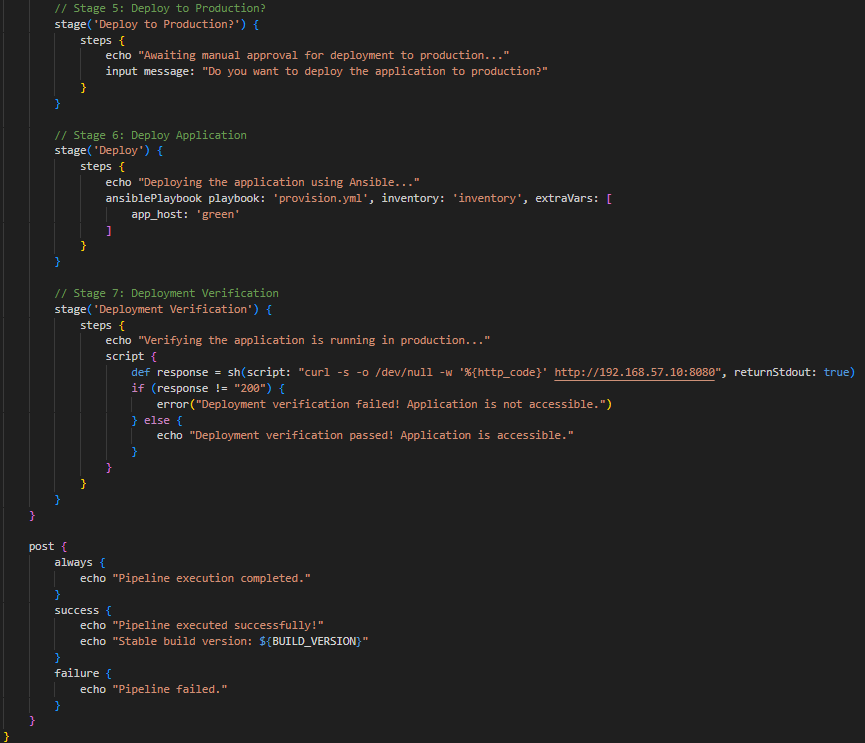 // Stage 5: Deploy to Production?
stage('Deploy to Production?') {
steps {
echo "Awaiting manual approval for deployment to production..."
input message: "Do you want to deploy the application to production?"
}
}
// Stage 6: Deploy Application
stage('Deploy') {
steps {
echo "Deploying the application using Ansible..."
ansiblePlaybook playbook: 'provision.yml', inventory: 'inventory', extraVars: [
app_host: 'green'
]
}
}
// Stage 7: Deployment Verification
stage('Deployment Verification') {
steps {
echo "Verifying the application is running in production..."
script {
def response = sh(script: "curl -s -o /dev/null -w '%{http_code}' http://192.168.57.10:8080", returnStdout: true)
if (response != "200") {
error("Deployment verification failed! Application is not accessible.")
} else {
echo "Deployment verification passed! Application is accessible."
}
}
}
}
}
post {
always {
echo "Pipeline execution completed."
}
success {
echo "Pipeline executed successfully!"
echo "Stable build version: ${BUILD_VERSION}"
}
failure {
echo "Pipeline failed."
}
}
}